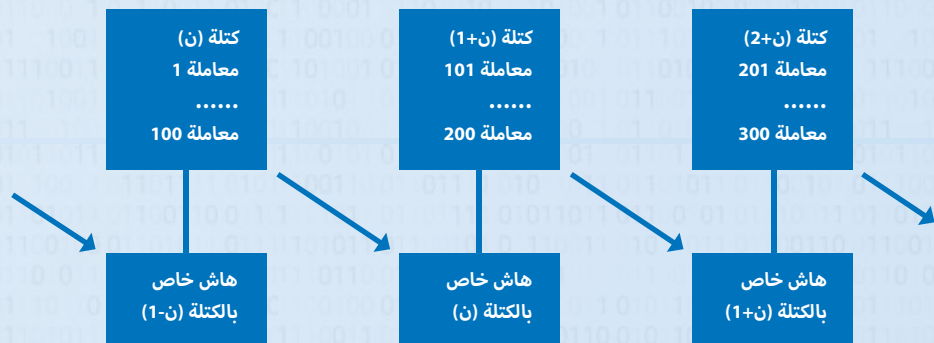 كتلة (ن)
معاملة 1
......
معاملة 100
كتلة (ن+1)
معاملة 101
......
معاملة 200
كتلة (ن+2)
معاملة 201
......
معاملة 300
هاش خاص
بالكتلة (ن-1)
هاش خاص
بالكتلة (ن)
هاش خاص
بالكتلة (ن+1)